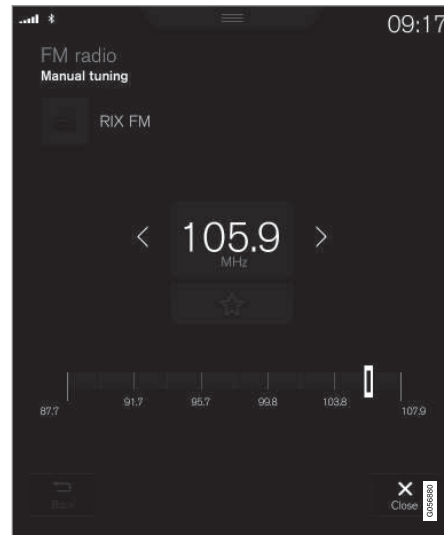 09:17
FM radio
Manual tuning
RIX FM
105.9
MHz
87.7 91.7 95.7 99.8 103.8 107.9
Back
Close
G056880